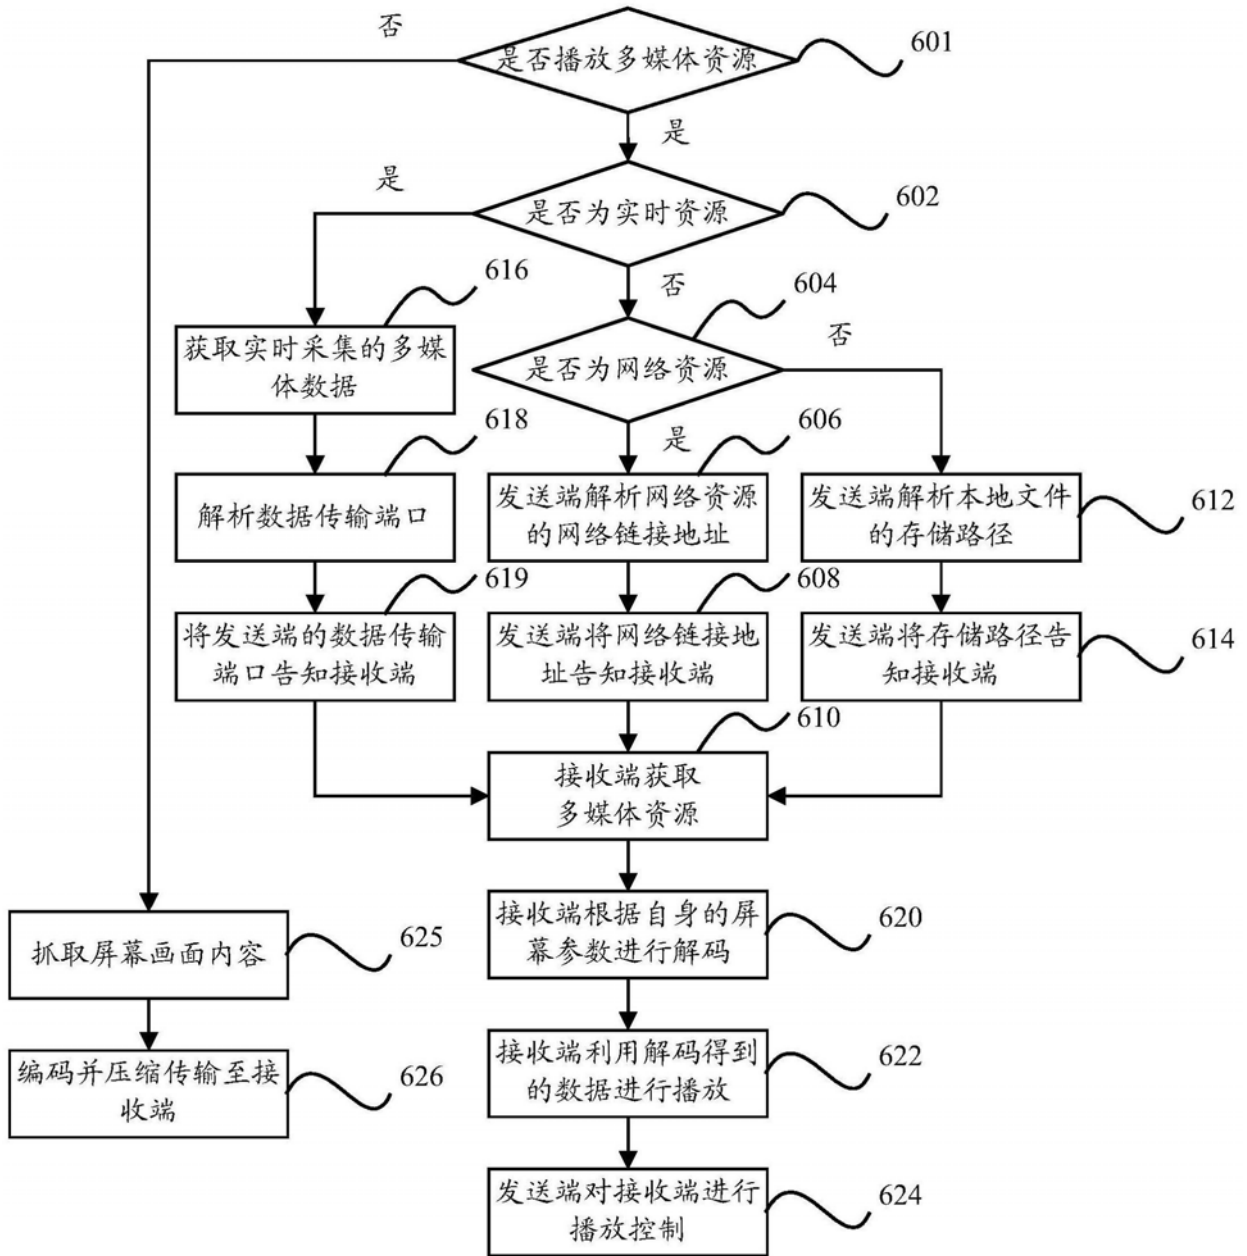 否
是否播放多媒体资源
601
是
是
是否为实时资源
602
616
否
604
获取实时采集的多媒
体数据
是否为网络资源
否
618
是
606
解析数据传输端口
发送端解析网络资源
的网络链接地址
发送端解析本地文件
的存储路径
612
619
608
将发送端的数据传输
端口告知接收端
发送端将网络链接地
址告知接收端
发送端将存储路径告
知接收端
614
610
接收端获取
多媒体资源
抓取屏幕画面内容
625
接收端根据自身的屏
幕参数进行解码
620
编码并压缩传输至接
收端
626
接收端利用解码得到
的数据进行播放
622
发送端对接收端进行
播放控制
624